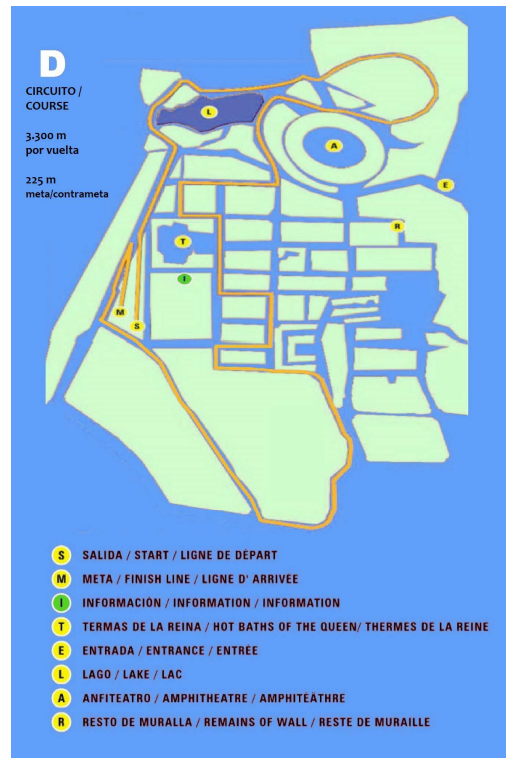 D
CIRCUITO /
COURSE
3.300 m
por vuelta
225 m
meta/contrameta
L
A
E
R
T
I
M
S
S SALIDA / START / LIGNE DE DÉPART
M META / FINISH LINE / LIGNE D' ARRIVÉE
I INFORMACIÓN / INFORMATION / INFORMATION
T TERMAS DE LA REINA / HOT BATHS OF THE QUEEN/ THERMES DE LA REINE
E ENTRADA / ENTRANCE / ENTRÉE
L LAGO / LAKE / LAC
A ANFITEATRO / AMPHITHEATRE / AMPHITÉÂTHRE
R RESTO DE MURALLA / REMAINS OF WALL / RESTE DE MURAILLE